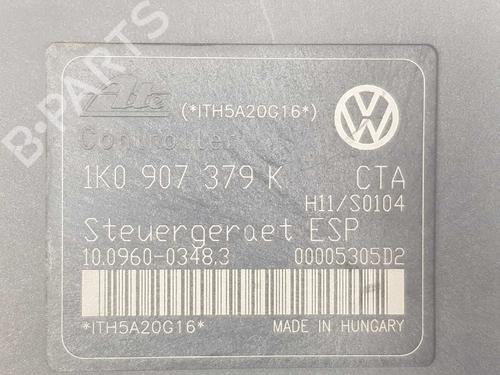 Ate (*ITH5A20G16*)
Controller
1K0 907 379 K CTA
H11/S0104
Steuergeraet ESP
10.0960-0348.3 00005305D2
*ITH5A20G16* MADE IN HUNGARY
B-PARTS